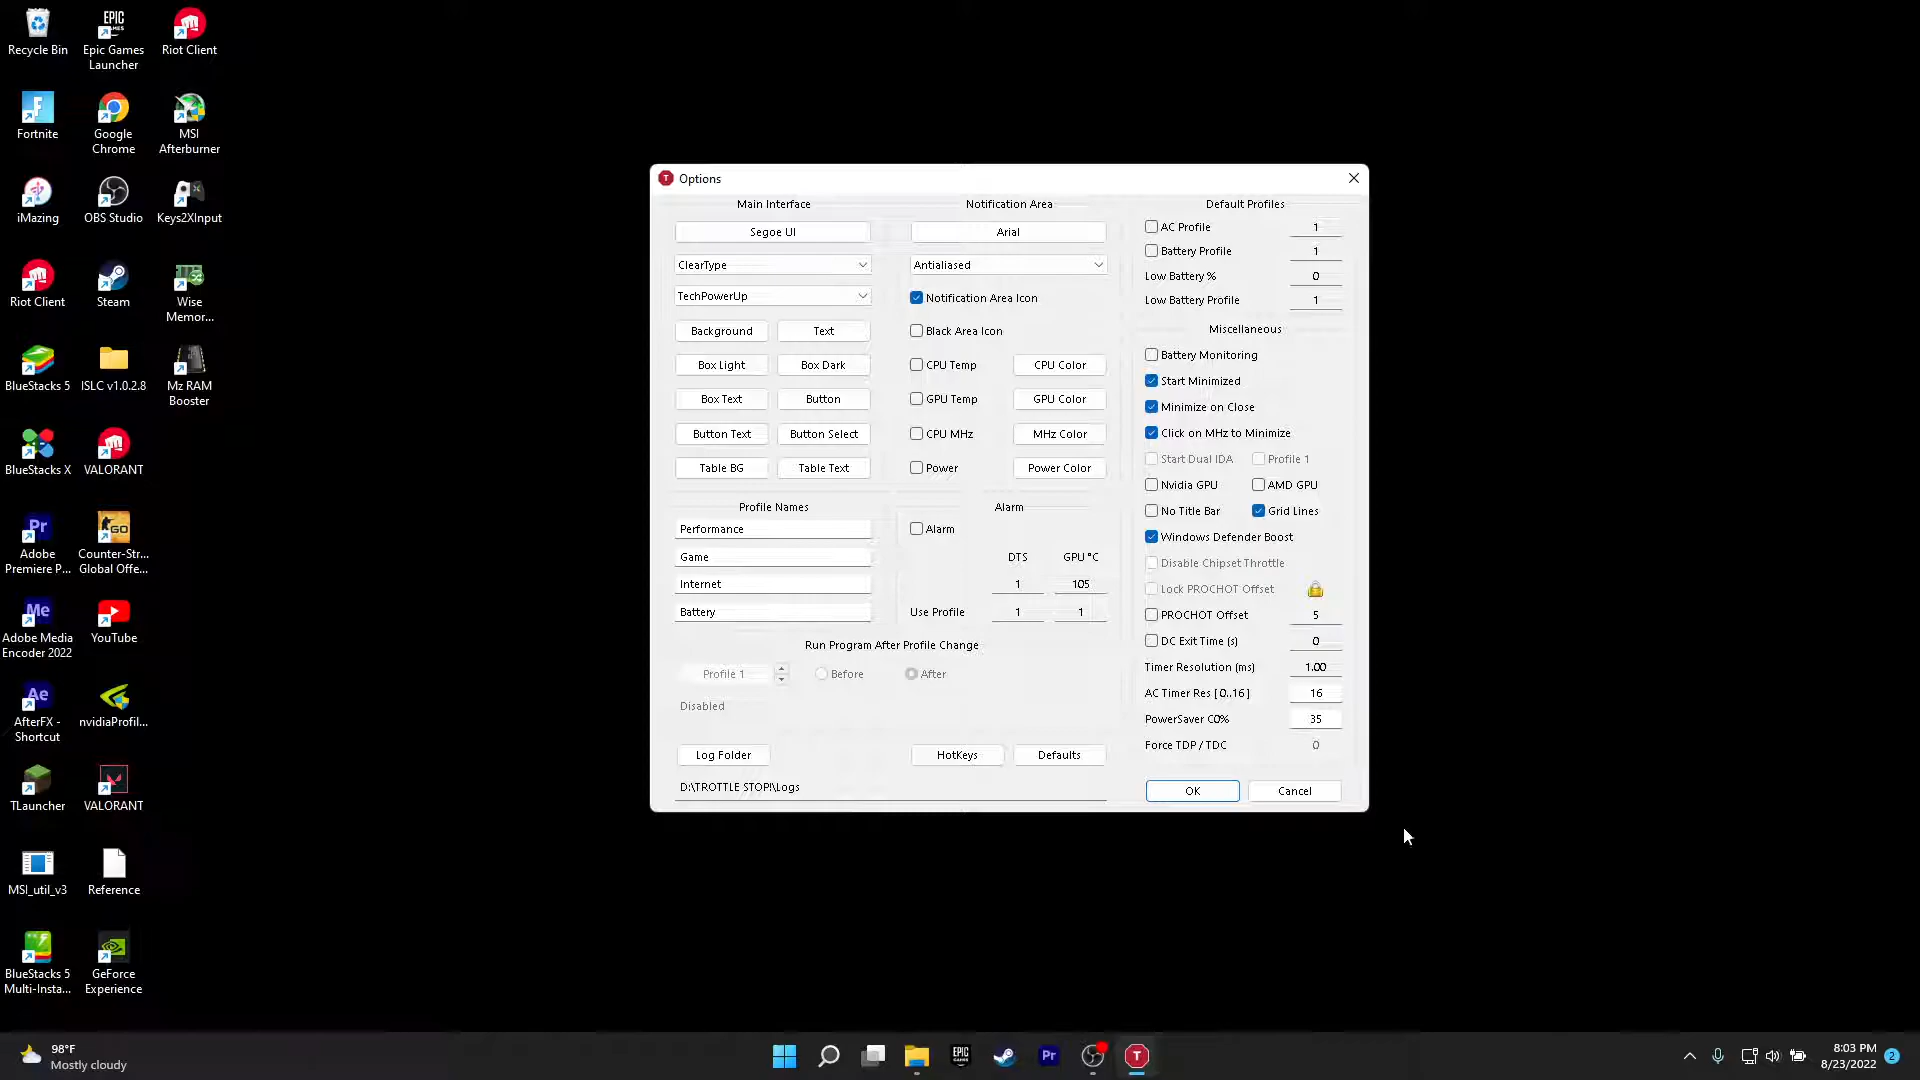 Recycle Bin
Epic Games
Launcher
Riot Client
Fortnite
Google
Chrome
MSI
Afterburner
iMazing
OBS Studio
Keys2XInput
Riot Client
Steam
Wise
Memor...
BlueStacks 5
ISLC v1.0.2.8
Mz RAM
Booster
BlueStacks X
VALORANT
Adobe
Premiere P...
Counter-Str...
Global Offe...
Adobe Media
Encoder 2022
YouTube
AfterFX -
Shortcut
nvidiaProfil...
TLauncher
VALORANT
MSI_util_v3
Reference
BlueStacks 5
Multi-Insta...
GeForce
Experience
Options
Main Interface
Segoe UI
ClearType
TechPowerUp
Background Text
Box Light Box Dark
Box Text Button
Button Text Button Select
Table BG Table Text
Notification Area
Arial
Antialiased
Notification Area Icon
Black Area Icon
CPU Temp CPU Color
GPU Temp GPU Color
CPU MHz MHz Color
Power Power Color
Profile Names
Performance
Game
Internet
Battery
Alarm
Alarm
DTS GPU °C
1 105
Use Profile 1 1
Run Program After Profile Change
Profile 1 Before After
Disabled
Log Folder HotKeys Defaults
D:\TROTTLE STOP!\Logs
Default Profiles
AC Profile 1
Battery Profile 1
Low Battery % 0
Low Battery Profile 1
Miscellaneous
Battery Monitoring
Start Minimized
Minimize on Close
Click on MHz to Minimize
Start Dual IDA Profile 1
Nvidia GPU AMD GPU
No Title Bar Grid Lines
Windows Defender Boost
Disable Chipset Throttle
Lock PROCHOT Offset
PROCHOT Offset 5
DC Exit Time (s) 0
Timer Resolution (ms) 1.00
AC Timer Res [ 0..16 ] 16
PowerSaver C0% 35
Force TDP / TDC 0
OK Cancel
98°F
Mostly cloudy
8:03 PM
8/23/2022
2